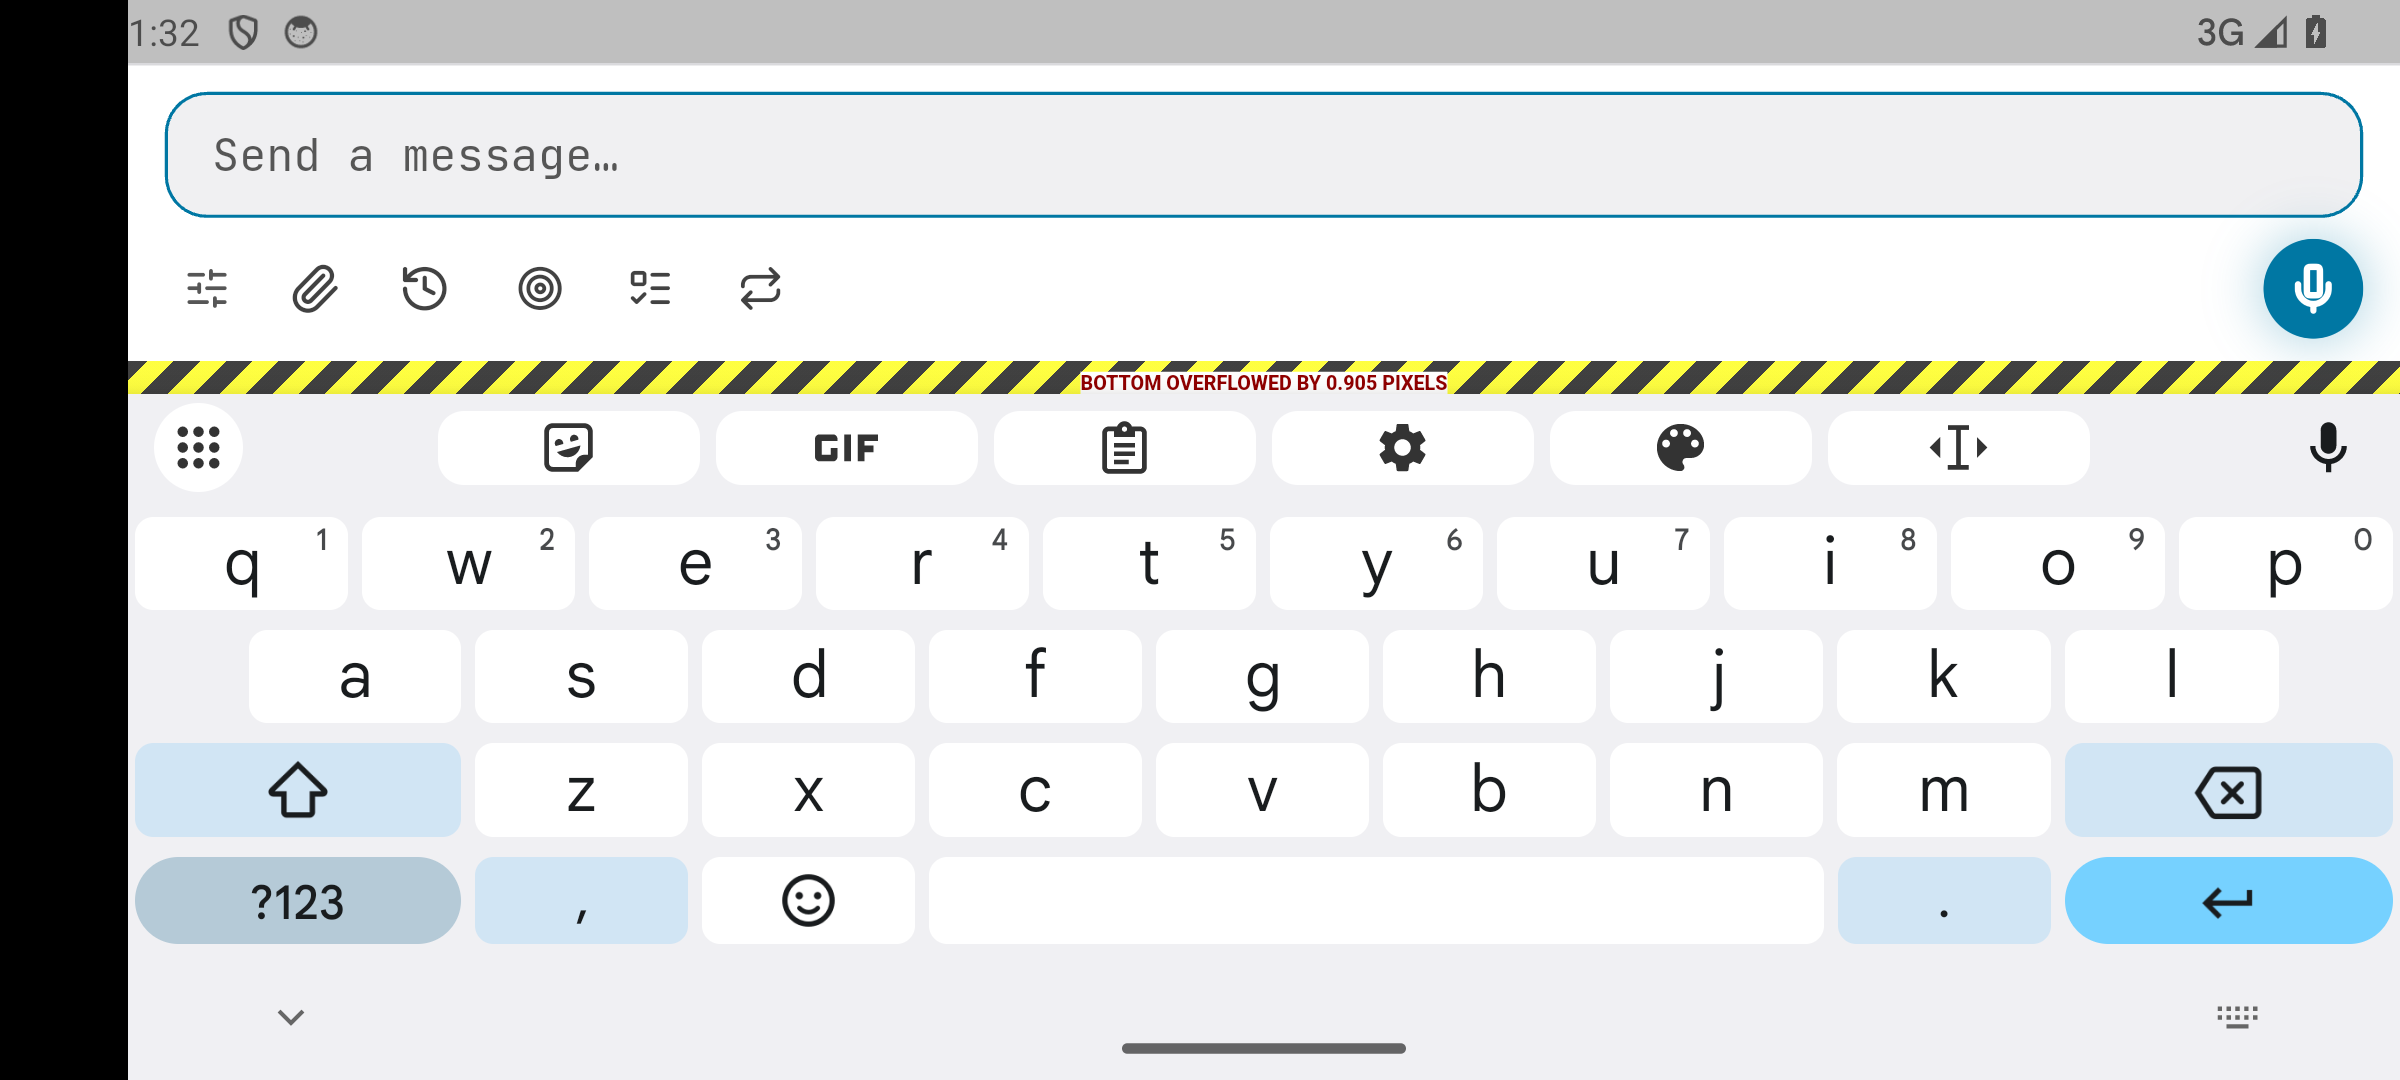 1:32
3G
Send a message…
BOTTOM OVERFLOWED BY 0.905 PIXELS
GIF
q 1 w 2 e 3 r 4 t 5 y 6 u 7 i 8 o 9 p 0
a s d f g h j k l
z x c v b n m
?123 , .